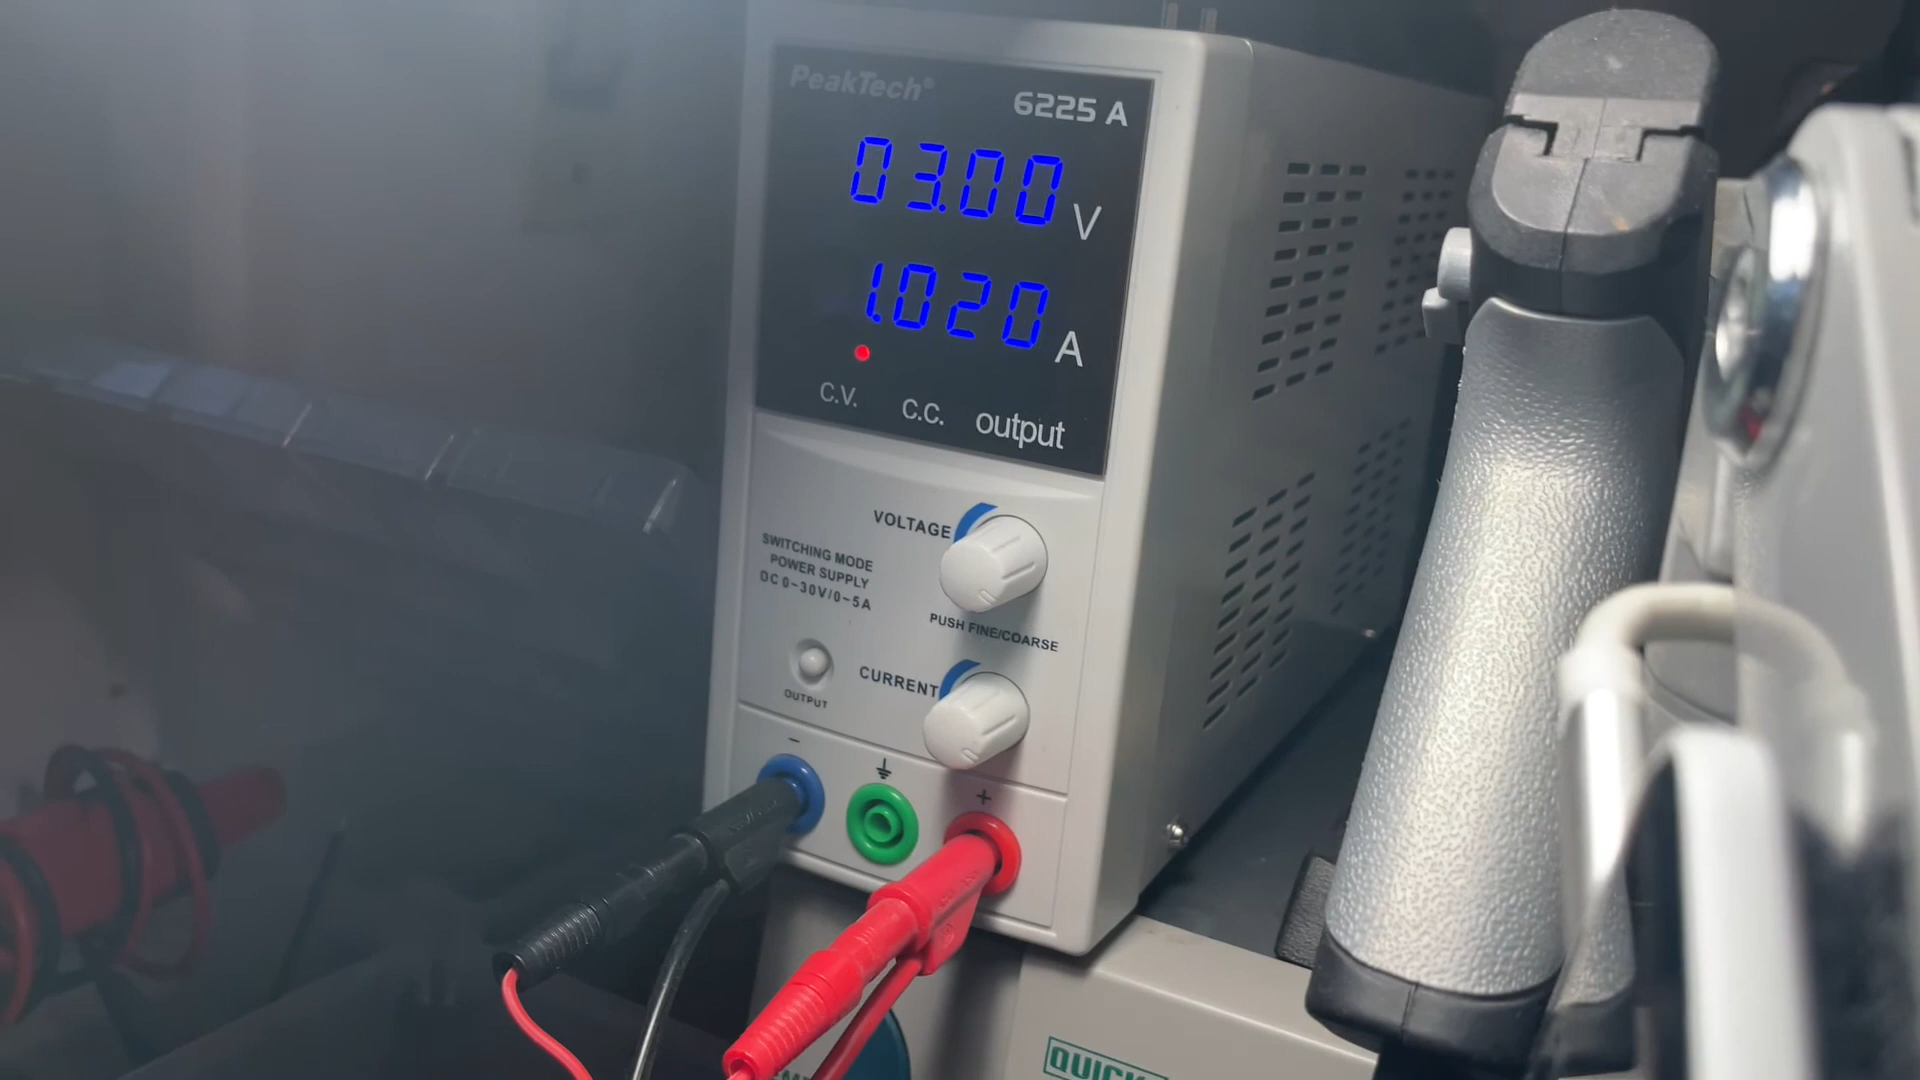 PeakTech®
6225 A
03.00 V
1.020 A
C.V. C.C. output
VOLTAGE
SWITCHING MODE
POWER SUPPLY
DC 0-30V/0-5A
PUSH FINE/COARSE
CURRENT
OUTPUT
-
+
QUICK